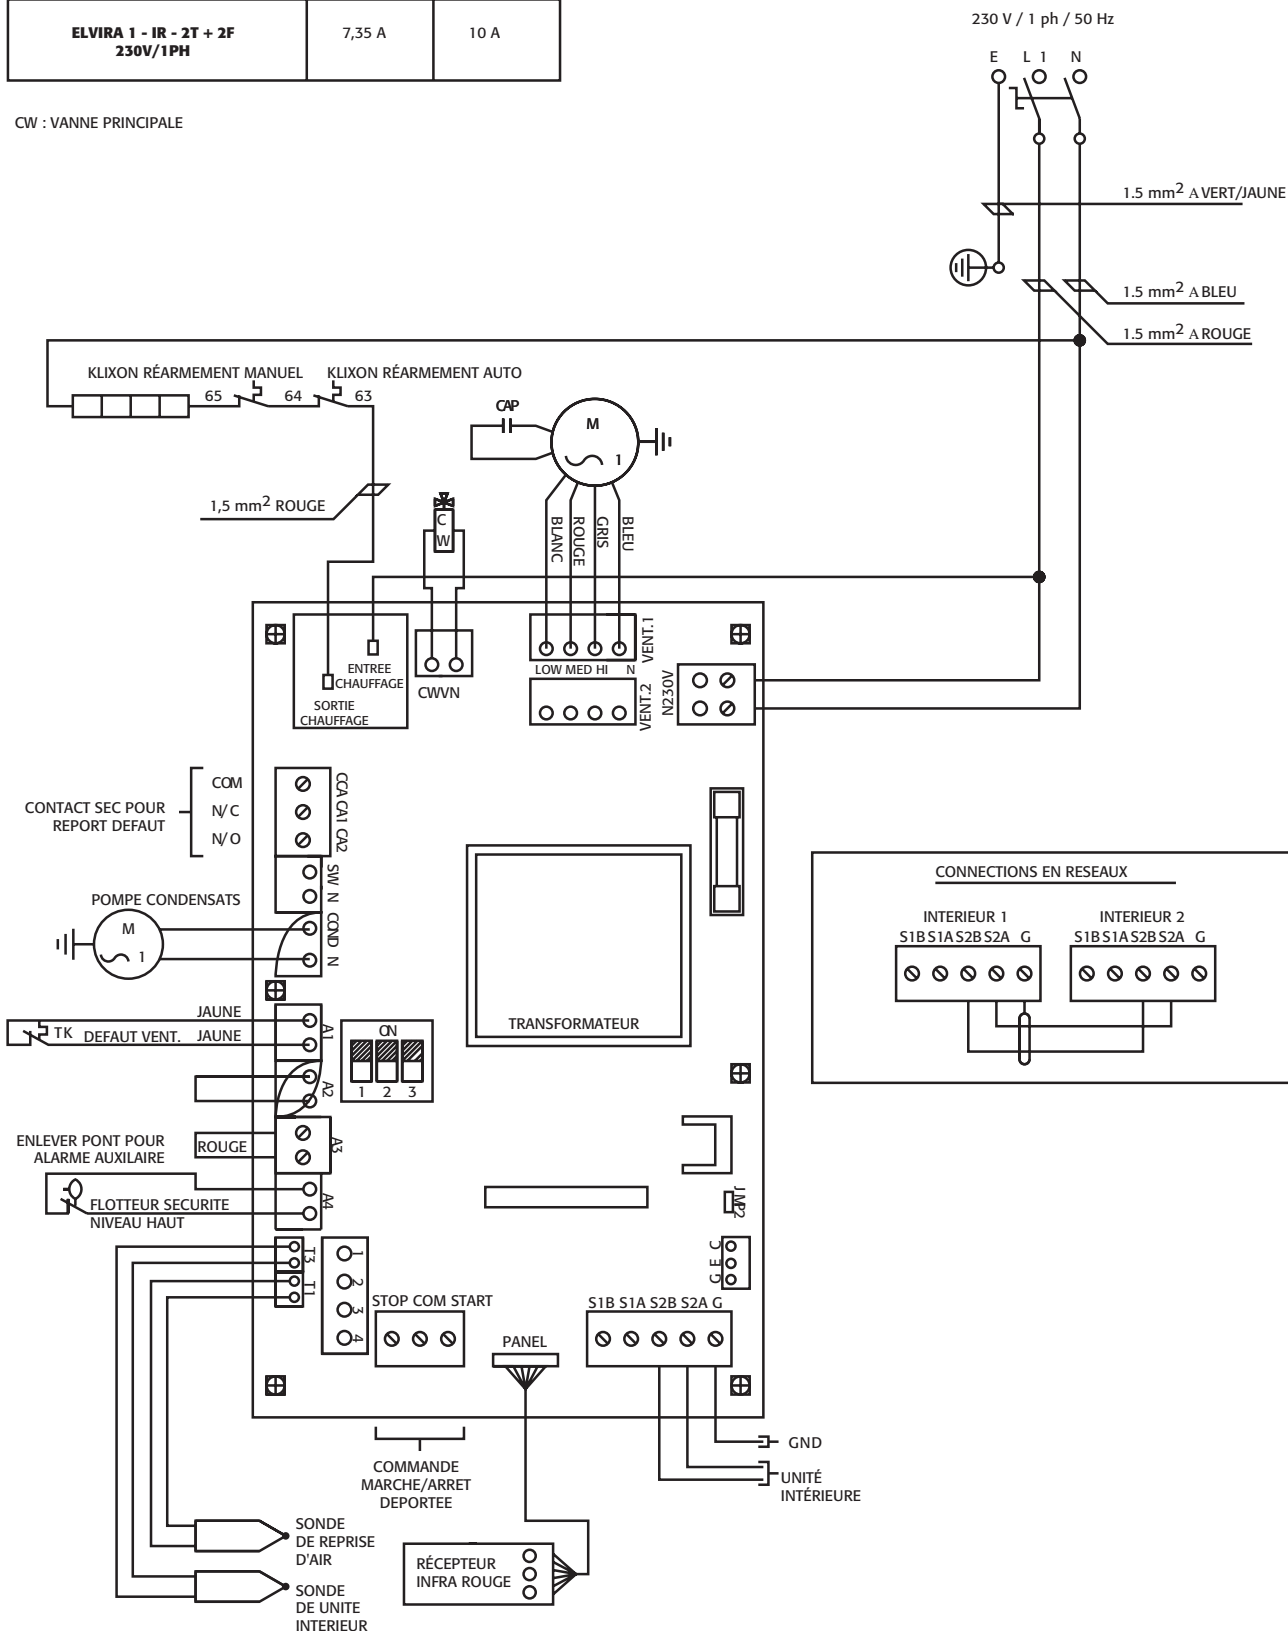 ELVIRA 1 - IR - 2T + 2F
230V/1PH
7,35 A
10 A
230 V / 1 ph / 50 Hz
E L 1 N
CW : VANNE PRINCIPALE
1.5 mm2 A VERT/JAUNE
1.5 mm2 A BLEU
1.5 mm2 A ROUGE
KLIXON RÉARMEMENT MANUEL
KLIXON RÉARMEMENT AUTO
65 64 63
CAP
M
1
1,5 mm2 ROUGE
C
W
BLANC
ROUGE
GRIS
BLEU
ENTREE
CHAUFFAGE
SORTIE
CHAUFFAGE
CWVN
LOW MED HI N
VENT.1
VENT.2
N230V
CONTACT SEC POUR
REPORT DEFAUT
COM
N/C
N/O
CCA CA1 CA2
SW N
COND N
POMPE CONDENSATS
M
1
JAUNE
TK DEFAUT VENT. JAUNE
A1
A2
ON
1 2 3
TRANSFORMATEUR
CONNECTIONS EN RESEAUX
INTERIEUR 1
S1B S1A S2B S2A G
INTERIEUR 2
S1B S1A S2B S2A G
ENLEVER PONT POUR
ALARME AUXILAIRE
ROUGE
A3
FLOTTEUR SECURITE
NIVEAU HAUT
A4
T3
T1
1
2
3
4
JMP2
G E C
STOP COM START
PANEL
S1B S1A S2B S2A G
GND
UNITÉ
INTÉRIEURE
COMMANDE
MARCHE/ARRET
DEPORTEE
SONDE
DE REPRISE
D'AIR
SONDE
DE UNITE
INTERIEUR
RÉCEPTEUR
INFRA ROUGE